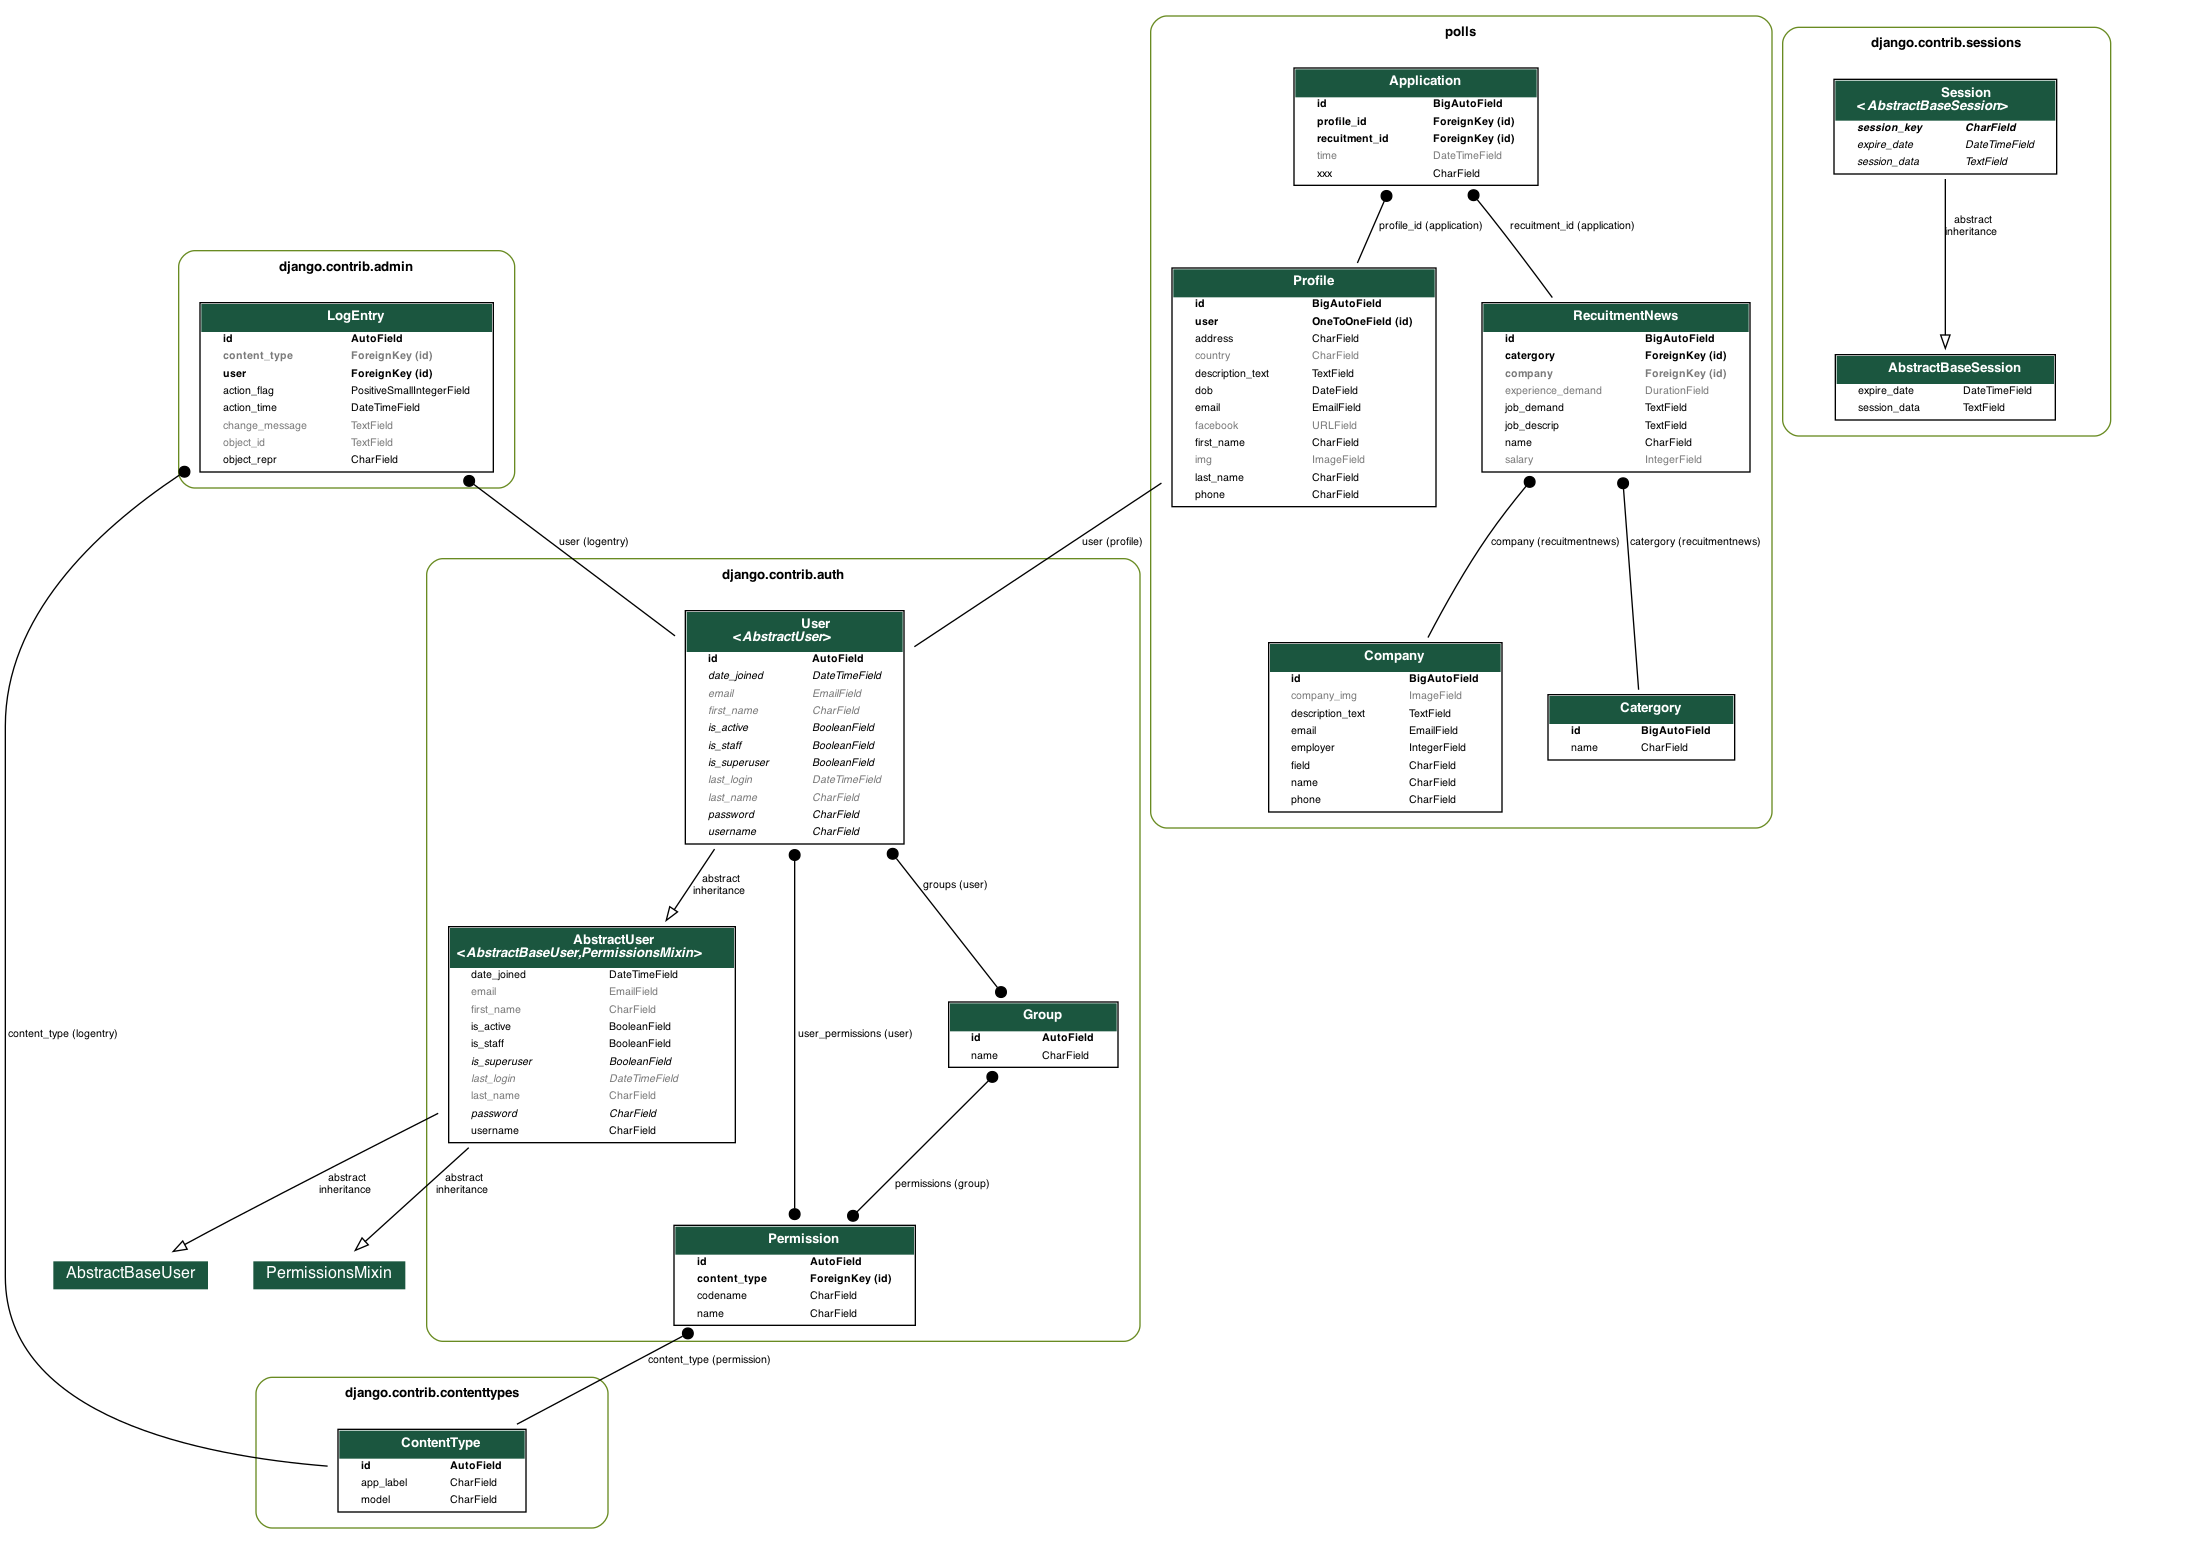 polls
Application
id BigAutoField
profile_id ForeignKey (id)
recuitment_id ForeignKey (id)
time DateTimeField
xxx CharField
profile_id (application)
recuitment_id (application)
Profile
id BigAutoField
user OneToOneField (id)
address CharField
country CharField
description_text TextField
dob DateField
email EmailField
facebook URLField
first_name CharField
img ImageField
last_name CharField
phone CharField
RecuitmentNews
id BigAutoField
catergory ForeignKey (id)
company ForeignKey (id)
experience_demand DurationField
job_demand TextField
job_descrip TextField
name CharField
salary IntegerField
company (recuitmentnews)
catergory (recuitmentnews)
Company
id BigAutoField
company_img ImageField
description_text TextField
email EmailField
employer IntegerField
field CharField
name CharField
phone CharField
Catergory
id BigAutoField
name CharField
django.contrib.sessions
Session
<AbstractBaseSession>
session_key CharField
expire_date DateTimeField
session_data TextField
abstract
inheritance
AbstractBaseSession
expire_date DateTimeField
session_data TextField
django.contrib.admin
LogEntry
id AutoField
content_type ForeignKey (id)
user ForeignKey (id)
action_flag PositiveSmallIntegerField
action_time DateTimeField
change_message TextField
object_id TextField
object_repr CharField
user (logentry)
user (profile)
django.contrib.auth
User
<AbstractUser>
id AutoField
date_joined DateTimeField
email EmailField
first_name CharField
is_active BooleanField
is_staff BooleanField
is_superuser BooleanField
last_login DateTimeField
last_name CharField
password CharField
username CharField
abstract
inheritance
groups (user)
AbstractUser
<AbstractBaseUser,PermissionsMixin>
date_joined DateTimeField
email EmailField
first_name CharField
is_active BooleanField
is_staff BooleanField
is_superuser BooleanField
last_login DateTimeField
last_name CharField
password CharField
username CharField
user_permissions (user)
Group
id AutoField
name CharField
content_type (logentry)
abstract
inheritance
abstract
inheritance
permissions (group)
AbstractBaseUser
PermissionsMixin
Permission
id AutoField
content_type ForeignKey (id)
codename CharField
name CharField
content_type (permission)
django.contrib.contenttypes
ContentType
id AutoField
app_label CharField
model CharField